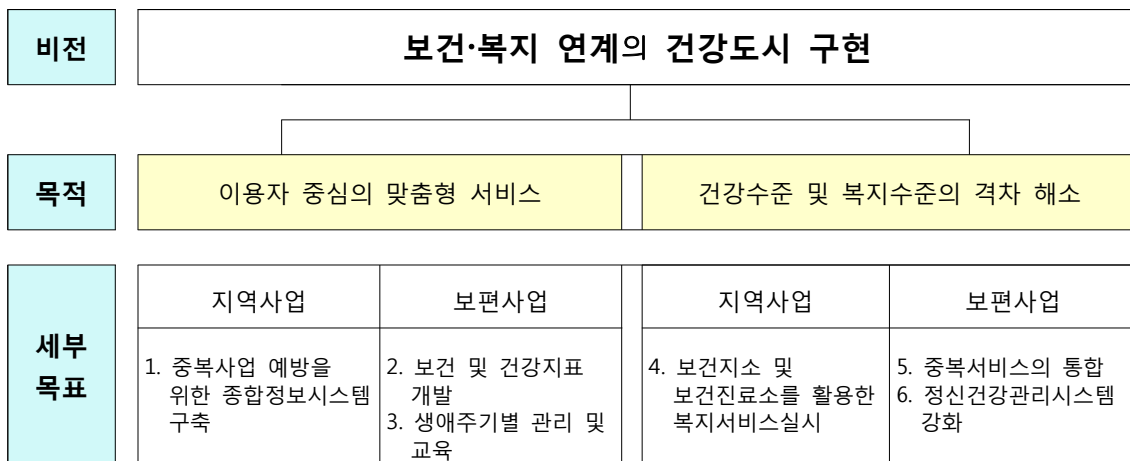 비전
보건·복지 연계의 건강도시 구현
목적
이용자 중심의 맞춤형 서비스
건강수준 및 복지수준의 격차 해소
세부
목표
지역사업
보편사업
지역사업
보편사업
1. 중복사업 예방을
위한 종합정보시스템
구축
2. 보건 및 건강지표
개발
3. 생애주기별 관리 및
교육
4. 보건지소 및
보건진료소를 활용한
복지서비스실시
5. 중복서비스의 통합
6. 정신건강관리시스템
강화